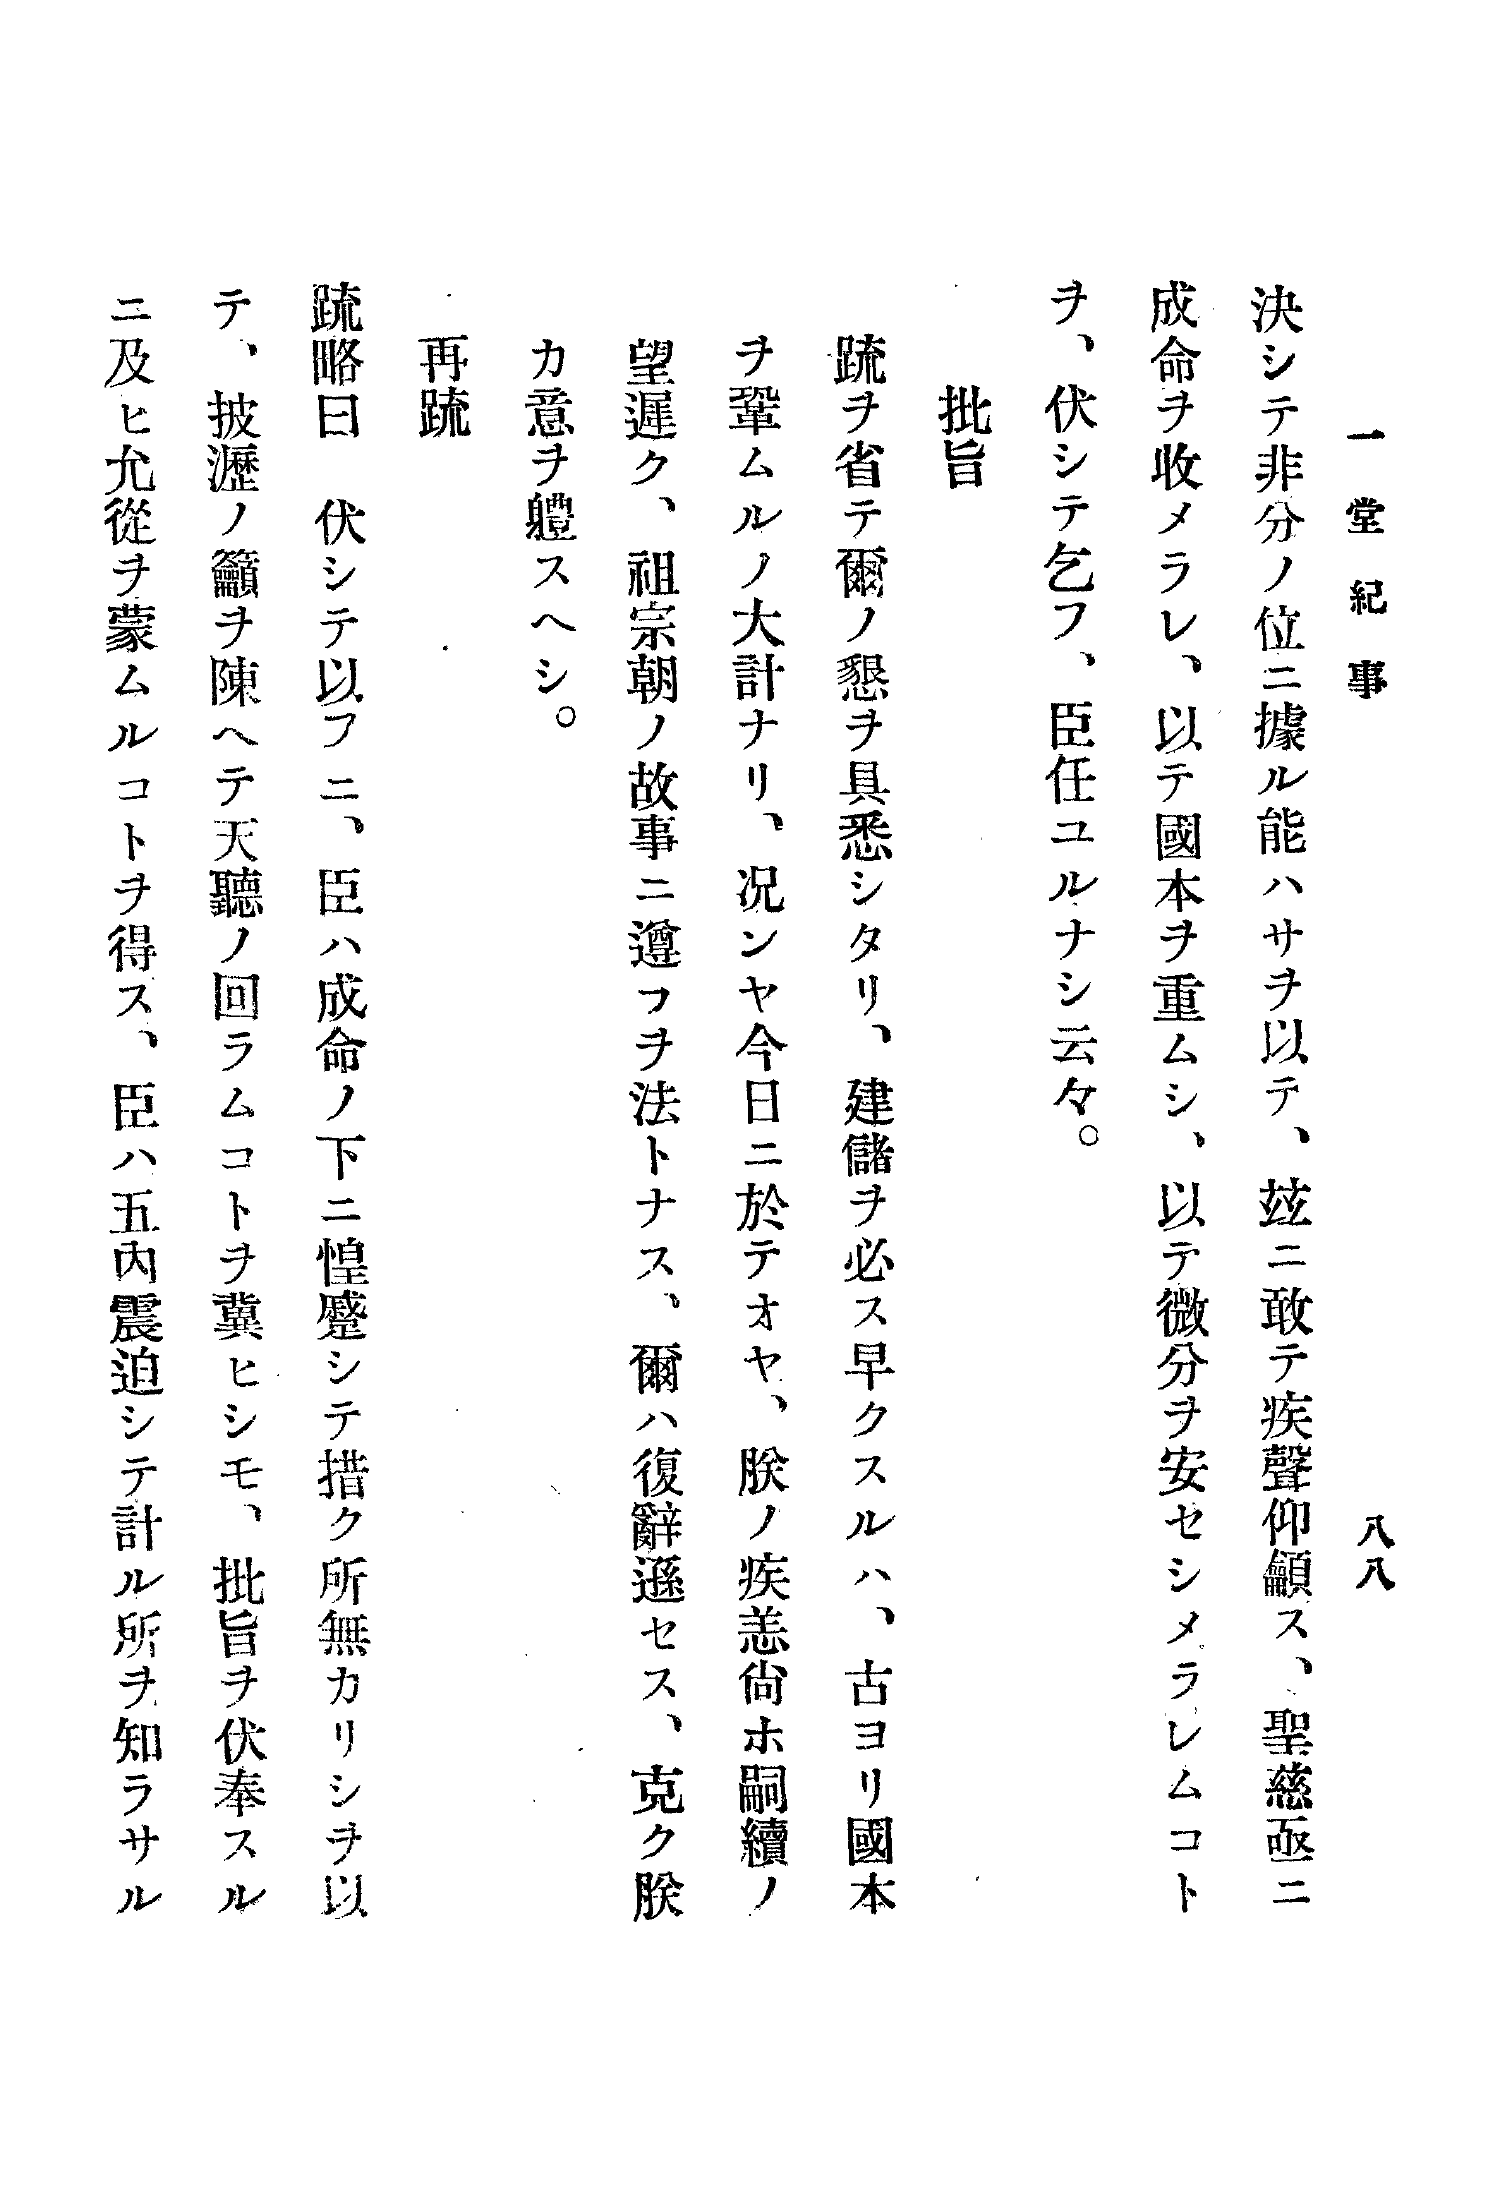 一堂紀事
八八
決シテ非分ノ位ニ據ル能ハサヲ以テ、玆ニ敢テ疾聲仰籲ス、聖慈亟ニ
成命ヲ收メラレ、以テ國本ヲ重ムシ、以テ微分ヲ安セシメラレムコト
ヲ、伏シテ乞フ、臣任ユルナシ云々。
批旨
䟽ヲ省テ爾ノ懇ヲ具悉シタリ、建儲ヲ必ス早クスルハ、古ヨリ國本
ヲ鞏ムルノ大計ナリ、況ンヤ今日ニ於テオヤ、朕ノ疾恙尙ホ嗣續ノ
望遲ク、祖宗朝ノ故事ニ遵フヲ法トナス、爾ハ復辭遜セス、克ク朕
カ意ヲ軆スヘシ。
再䟽
䟽略曰　伏シテ以フニ、臣ハ成命ノ下ニ惶蹙シテ措ク所無カリシヲ以
テ、披瀝ノ籲ヲ陳ヘテ天聽ノ回ラムコトヲ冀ヒシモ、批旨ヲ伏奉スル
ニ及ヒ允從ヲ蒙ムルコトヲ得ス、臣ハ五內震迫シテ計ル所ヲ知ラサル